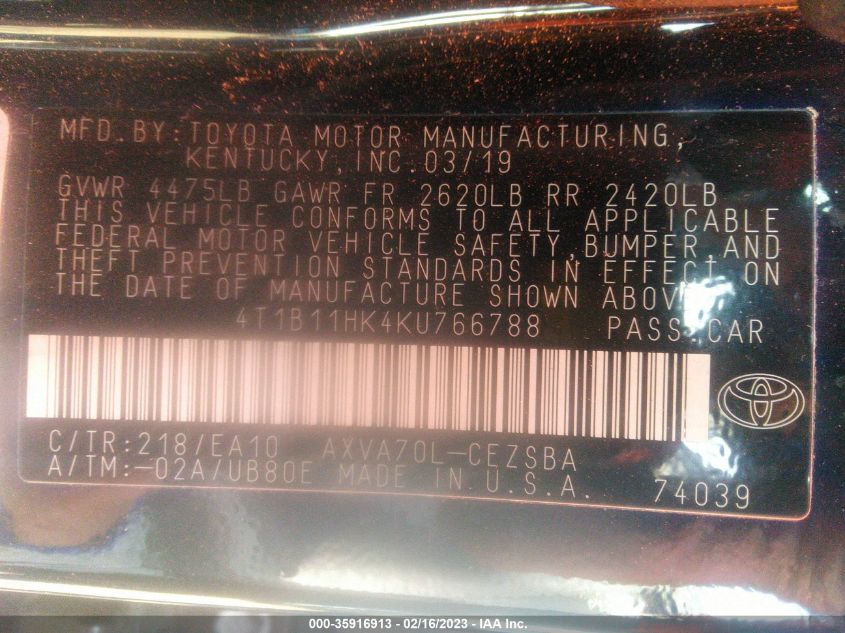 MFD.BY:TOYOTA MOTOR MANUFACTURING,
KENTUCKY,INC.03/19
GVWR 4475LB GAWR FR 2620LB RR 2420LB
THIS VEHICLE CONFORMS TO ALL APPLICABLE
FEDERAL MOTOR VEHICLE SAFETY,BUMPER,AND
THEFT PREVENTION STANDARDS IN EFFECT ON
THE DATE OF MANUFACTURE SHOWN ABOVE.
4T1B11HK4KU766788 PASS.CAR
C/TR:218/EA10 AXVA70L-CEZSBA
A/TM:-02A/UB80E MADE IN U.S.A. 74039
000-35916913 - 02/16/2023 - IAA Inc.